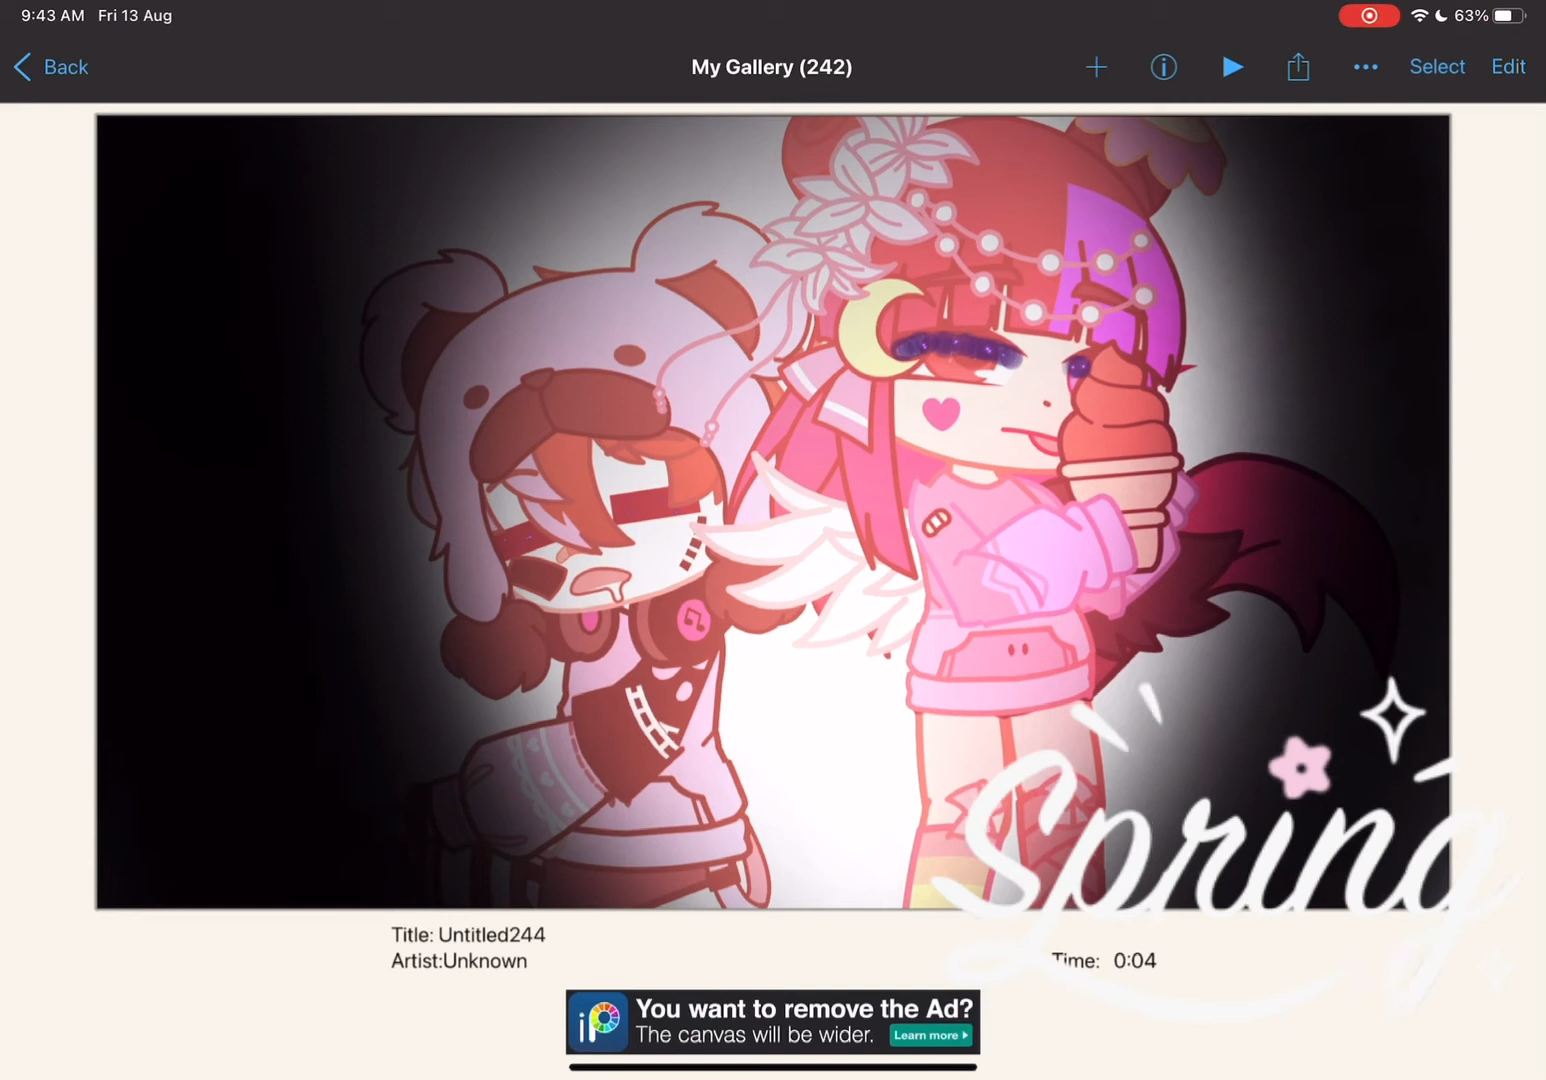 9:43 AM Fri 13 Aug
63%
Back
My Gallery (242)
Select
Edit
Spring
Title: Untitled244
Artist:Unknown
Time: 0:04
iP
You want to remove the Ad?
The canvas will be wider.
Learn more